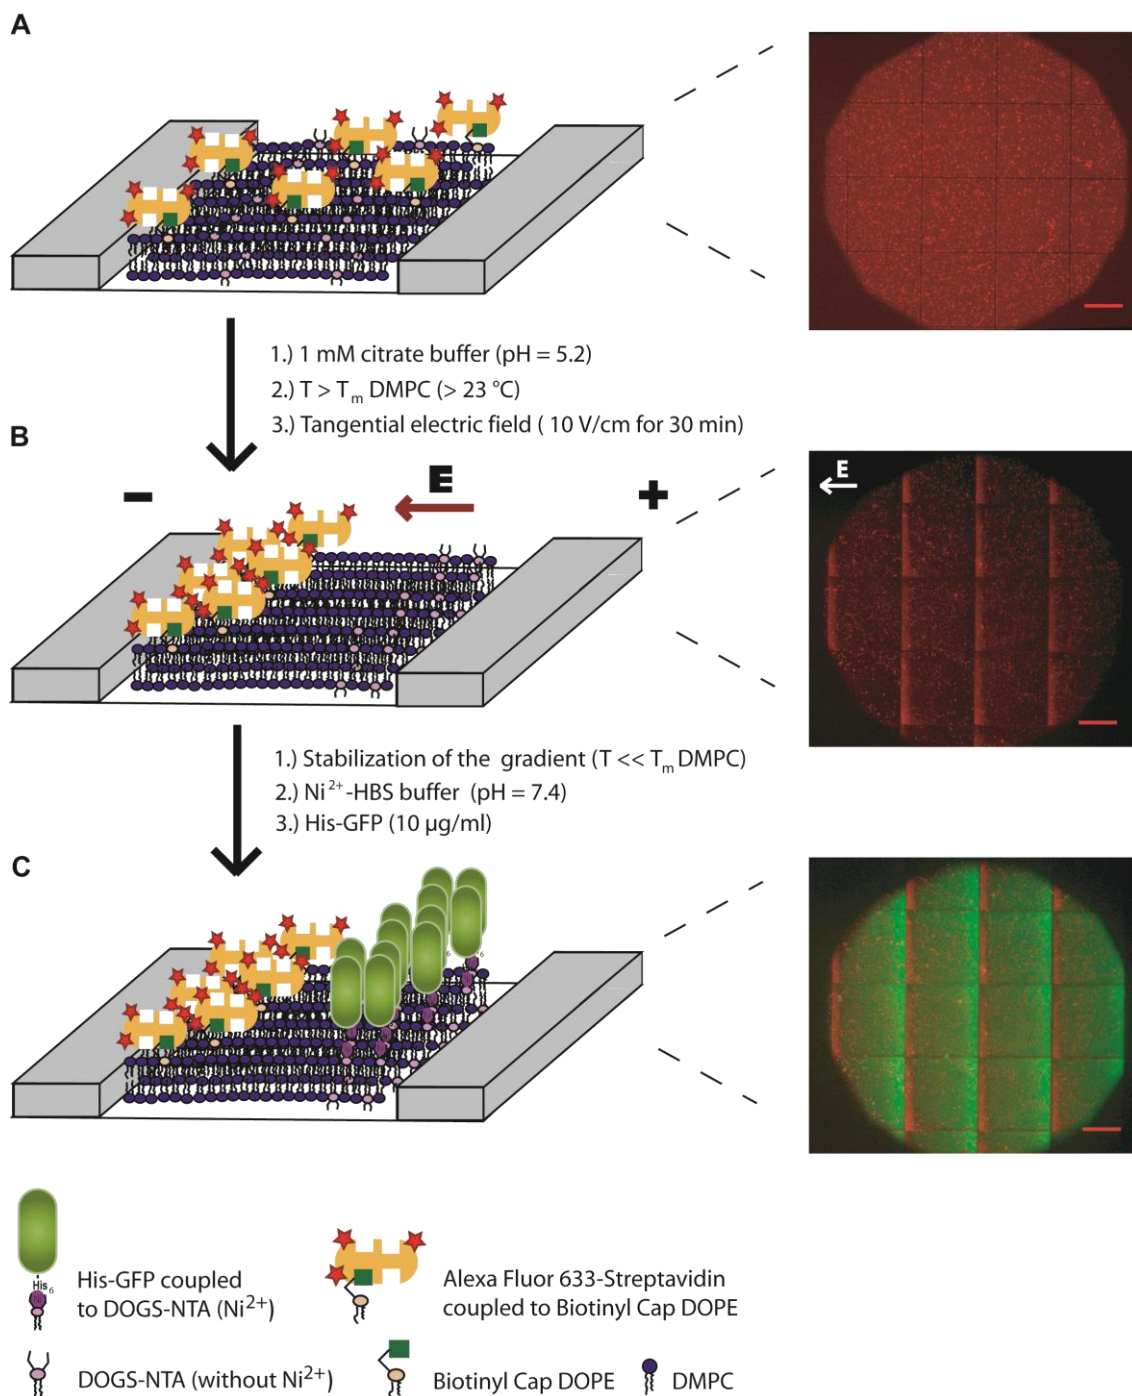 A
1.) 1 mM citrate buffer (pH = 5.2)
2.) T > Tm DMPC (> 23 °C)
3.) Tangential electric field ( 10 V/cm for 30 min)
B
− E +
E
1.) Stabilization of the gradient (T << Tm DMPC)
2.) Ni2+-HBS buffer (pH = 7.4)
3.) His-GFP (10 µg/ml)
C
6 6
His6
Ni
His-GFP coupled
to DOGS-NTA (Ni2+)
Alexa Fluor 633-Streptavidin
coupled to Biotinyl Cap DOPE
DOGS-NTA (without Ni2+)
Biotinyl Cap DOPE
DMPC